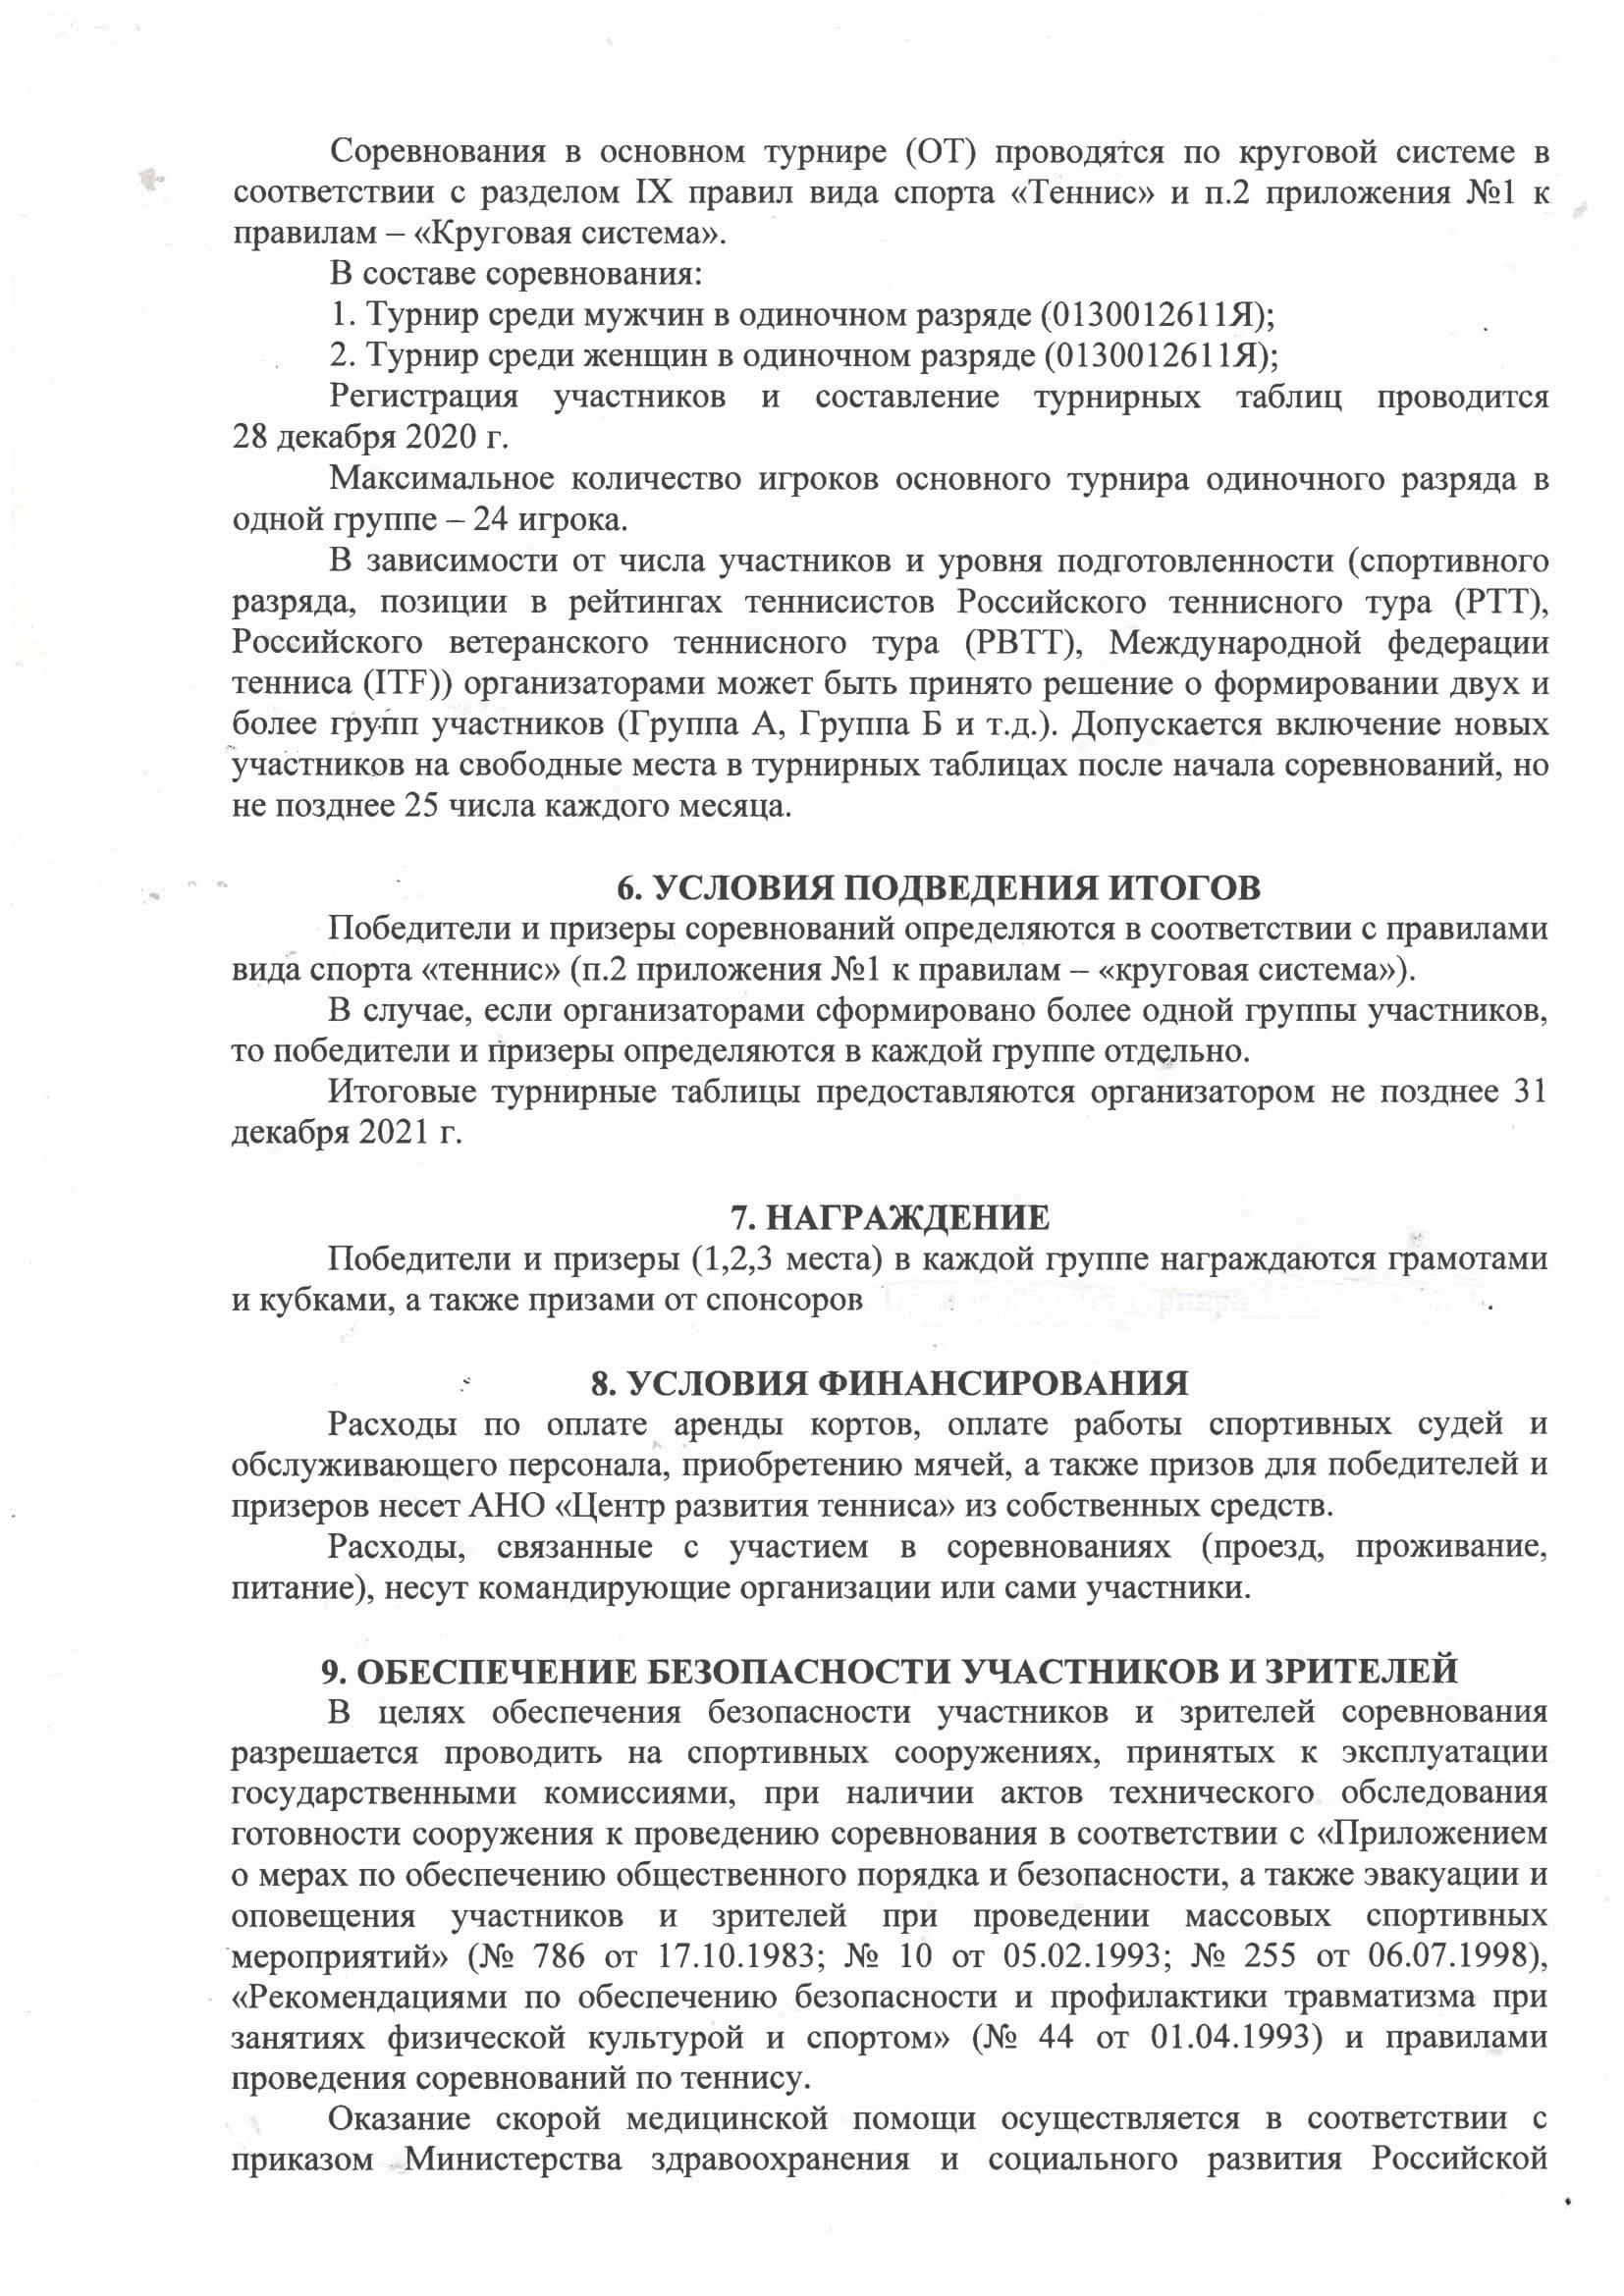 Соревнования в основном турнире (ОТ) проводятся по круговой системе в
соответствии с разделом IX правил вида спорта «Теннис» и п.2 приложения №1 к
правилам – «Круговая система».
В составе соревнования:
1. Турнир среди мужчин в одиночном разряде (0130012611Я);
2. Турнир среди женщин в одиночном разряде (0130012611Я);
Регистрация участников и составление турнирных таблиц проводится
28 декабря 2020 г.
Максимальное количество игроков основного турнира одиночного разряда в
одной группе – 24 игрока.
В зависимости от числа участников и уровня подготовленности (спортивного
разряда, позиции в рейтингах теннисистов Российского теннисного тура (РТТ),
Российского ветеранского теннисного тура (РВТТ), Международной федерации
тенниса (ITF)) организаторами может быть принято решение о формировании двух и
более групп участников (Группа А, Группа Б и т.д.). Допускается включение новых
участников на свободные места в турнирных таблицах после начала соревнований, но
не позднее 25 числа каждого месяца.
6. УСЛОВИЯ ПОДВЕДЕНИЯ ИТОГОВ
Победители и призеры соревнований определяются в соответствии с правилами
вида спорта «теннис» (п.2 приложения №1 к правилам – «круговая система»).
В случае, если организаторами сформировано более одной группы участников,
то победители и призеры определяются в каждой группе отдельно.
Итоговые турнирные таблицы предоставляются организатором не позднее 31
декабря 2021 г.
7. НАГРАЖДЕНИЕ
Победители и призеры (1,2,3 места) в каждой группе награждаются грамотами
и кубками, а также призами от спонсоров .
8. УСЛОВИЯ ФИНАНСИРОВАНИЯ
Расходы по оплате аренды кортов, оплате работы спортивных судей и
обслуживающего персонала, приобретению мячей, а также призов для победителей и
призеров несет АНО «Центр развития тенниса» из собственных средств.
Расходы, связанные с участием в соревнованиях (проезд, проживание,
питание), несут командирующие организации или сами участники.
9. ОБЕСПЕЧЕНИЕ БЕЗОПАСНОСТИ УЧАСТНИКОВ И ЗРИТЕЛЕЙ
В целях обеспечения безопасности участников и зрителей соревнования
разрешается проводить на спортивных сооружениях, принятых к эксплуатации
государственными комиссиями, при наличии актов технического обследования
готовности сооружения к проведению соревнования в соответствии с «Приложением
о мерах по обеспечению общественного порядка и безопасности, а также эвакуации и
оповещения участников и зрителей при проведении массовых спортивных
мероприятий» (№ 786 от 17.10.1983; № 10 от 05.02.1993; № 255 от 06.07.1998),
«Рекомендациями по обеспечению безопасности и профилактики травматизма при
занятиях физической культурой и спортом» (№ 44 от 01.04.1993) и правилами
проведения соревнований по теннису.
Оказание скорой медицинской помощи осуществляется в соответствии с
приказом Министерства здравоохранения и социального развития Российской